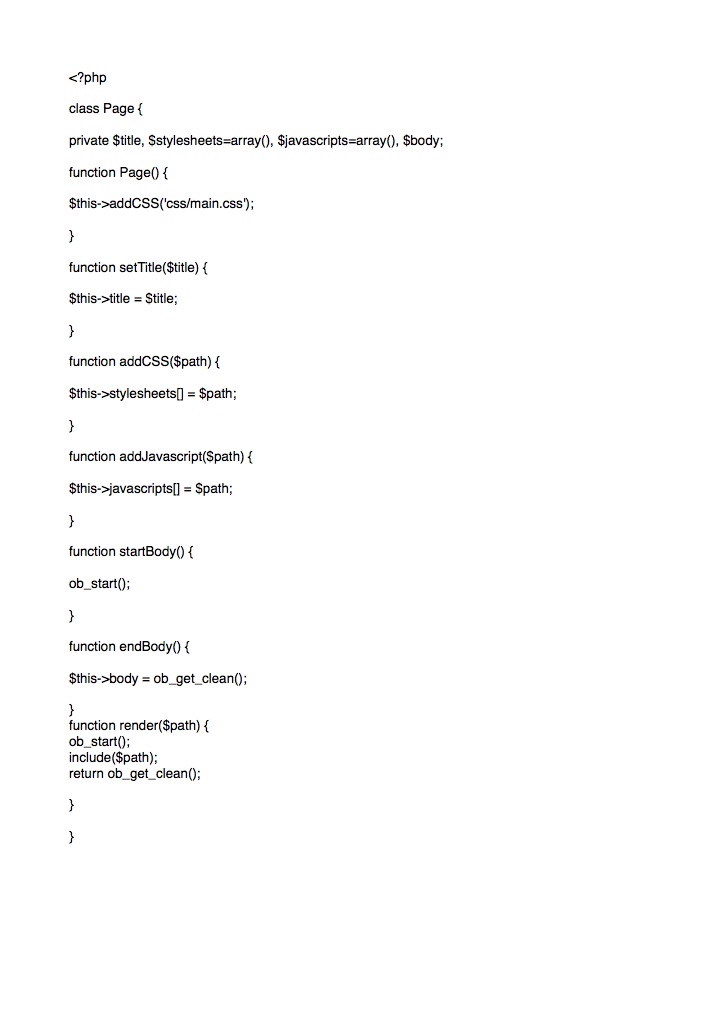 <?php
class Page {
private $title, $stylesheets=array(), $javascripts=array(), $body;
function Page() {
$this->addCSS('css/main.css');
}
function setTitle($title) {
$this->title = $title;
}
function addCSS($path) {
$this->stylesheets[] = $path;
}
function addJavascript($path) {
$this->javascripts[] = $path;
}
function startBody() {
ob_start();
}
function endBody() {
$this->body = ob_get_clean();
}
function render($path) {
ob_start();
include($path);
return ob_get_clean();
}
}